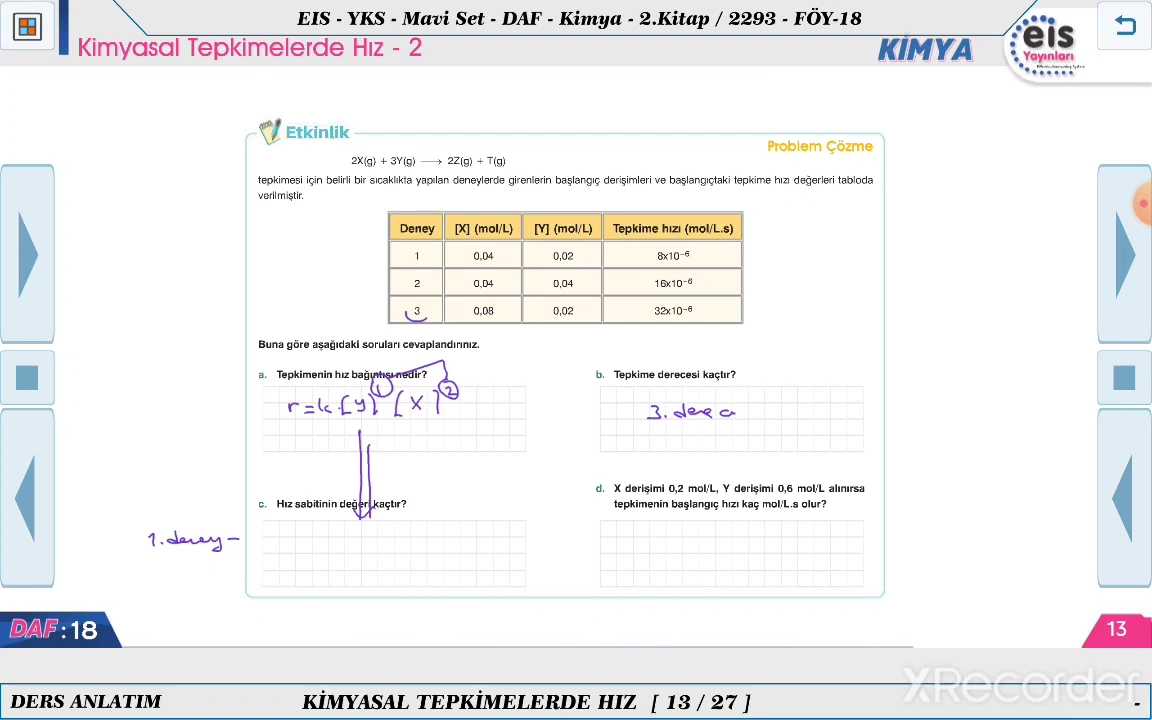 EIS - YKS - Mavi Set - DAF - Kimya - 2.Kitap / 2293 - FÖY-18
Kimyasal Tepkimelerde Hız - 2
KİMYA
eis
Yayınları
Etkinlik
Problem Çözme
2X(g) + 3Y(g) ⟶ 2Z(g) + T(g)
tepkimesi için belirli bir sıcaklıkta yapılan deneylerde girenlerin başlangıç derişimleri ve başlangıçtaki tepkime hızı değerleri tabloda
verilmiştir.
Deney [X] (mol/L) [Y] (mol/L) Tepkime hızı (mol/L.s)
1 0,04 0,02 8x10⁻⁶
2 0,04 0,04 16x10⁻⁶
3 0,08 0,02 32x10⁻⁶
Buna göre aşağıdaki soruları cevaplandırınız.
a. Tepkimenin hız bağıntısı nedir?
r = k.[Y]¹ [X]²
b. Tepkime derecesi kaçtır?
3. derece
c. Hız sabitinin değeri kaçtır?
1. deney -
d. X derişimi 0,2 mol/L, Y derişimi 0,6 mol/L alınırsa
tepkimenin başlangıç hızı kaç mol/L.s olur?
DAF : 18
13
XRecorder
DERS ANLATIM
KİMYASAL TEPKİMELERDE HIZ [ 13 / 27 ]
-